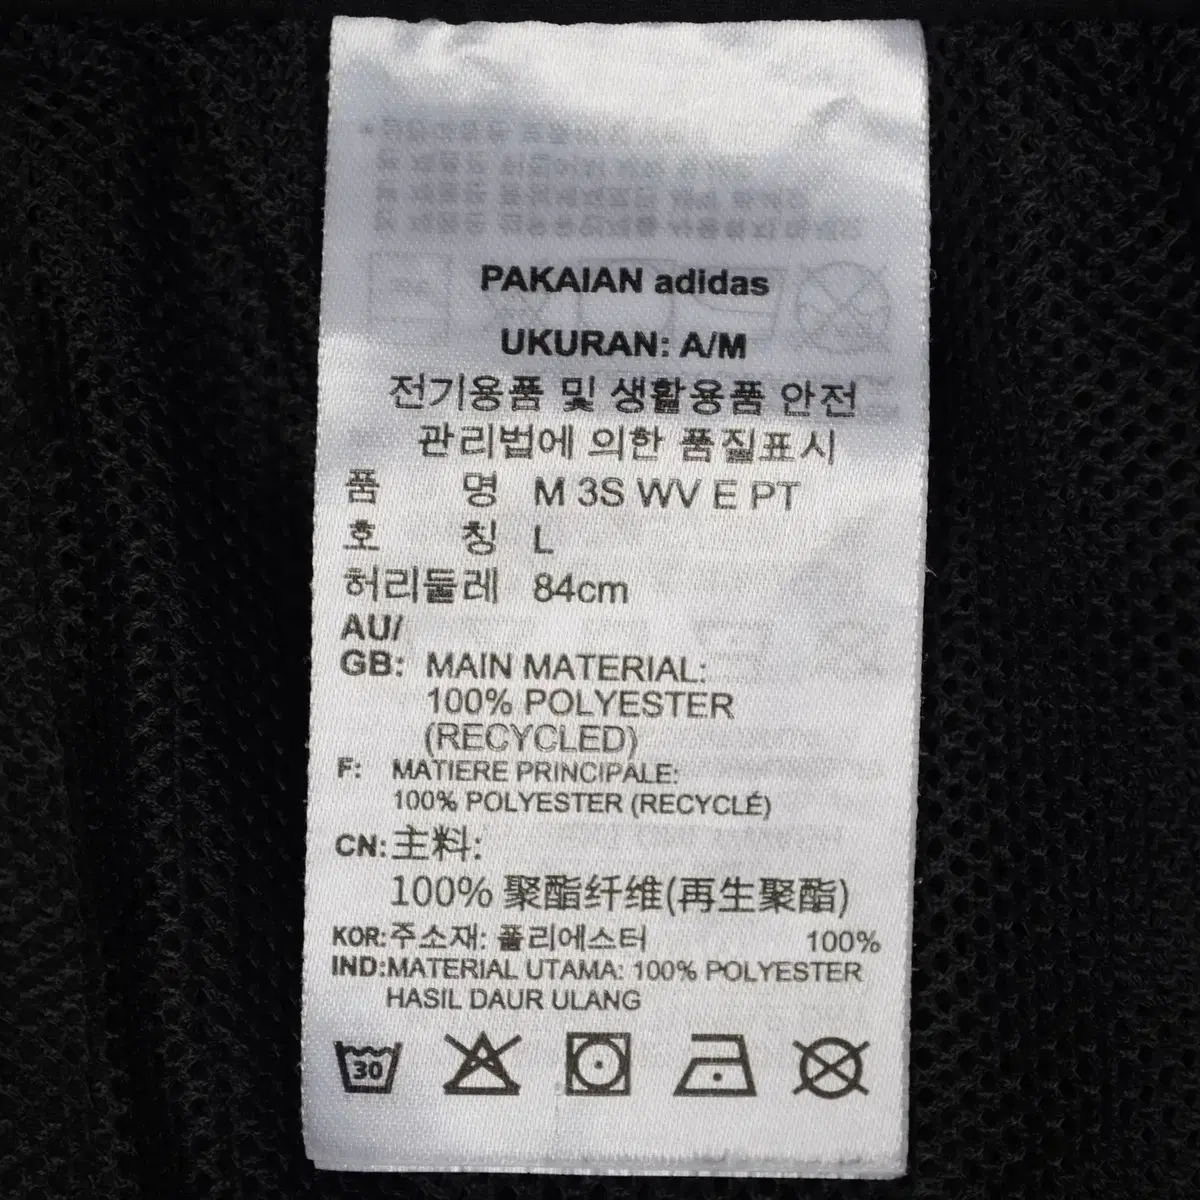 PAKAIAN adidas
UKURAN: A/M
전기용품 및 생활용품 안전
관리법에 의한 품질표시
품 명 M 3S WV E PT
호 칭 L
허리둘레 84cm
AU/
GB: MAIN MATERIAL:
100% POLYESTER
(RECYCLED)
F: MATIERE PRINCIPALE:
100% POLYESTER (RECYCLÉ)
CN:主料:
100% 聚酯纤维(再生聚酯)
KOR:주소재: 폴리에스터 100%
IND:MATERIAL UTAMA: 100% POLYESTER
HASIL DAUR ULANG
30